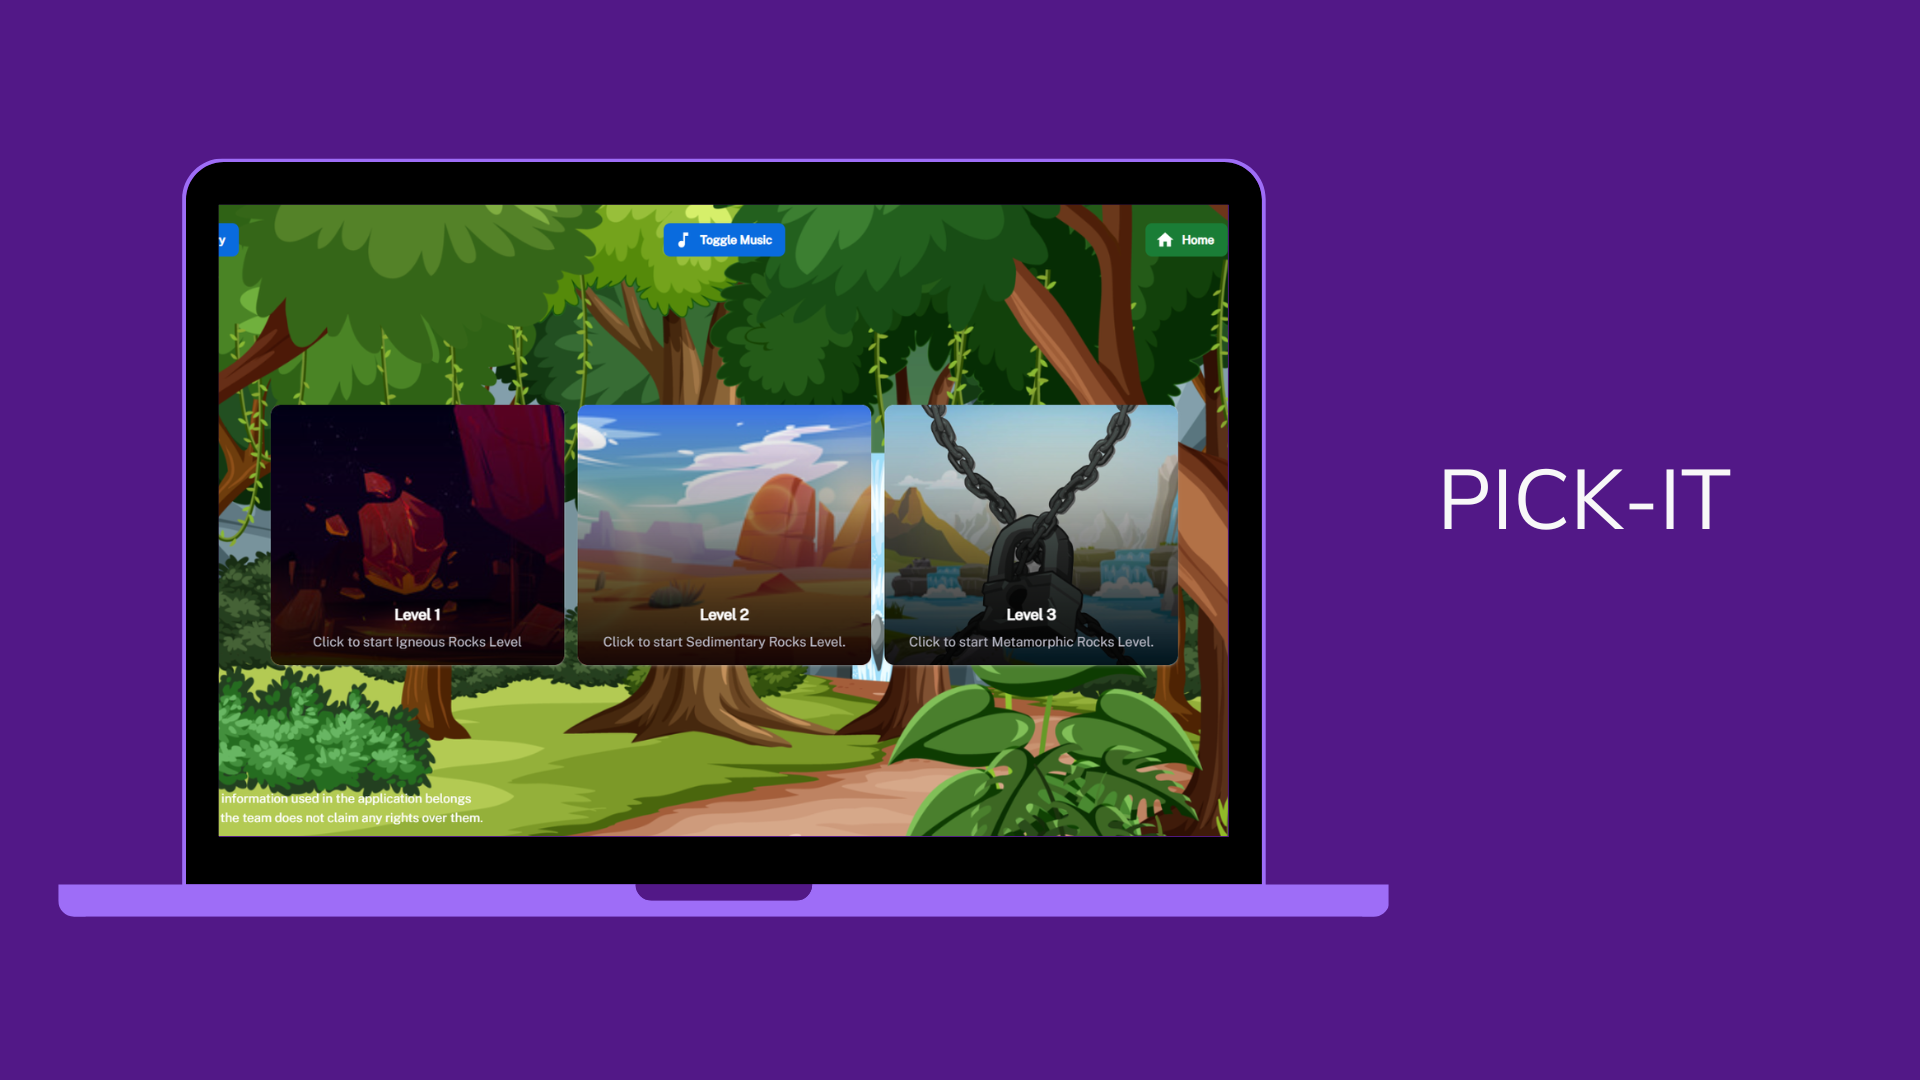 y
Toggle Music
Home
Level 1
Click to start Igneous Rocks Level
Level 2
Click to start Sedimentary Rocks Level.
Level 3
Click to start Metamorphic Rocks Level.
information used in the application belongs
the team does not claim any rights over them.
PICK-IT